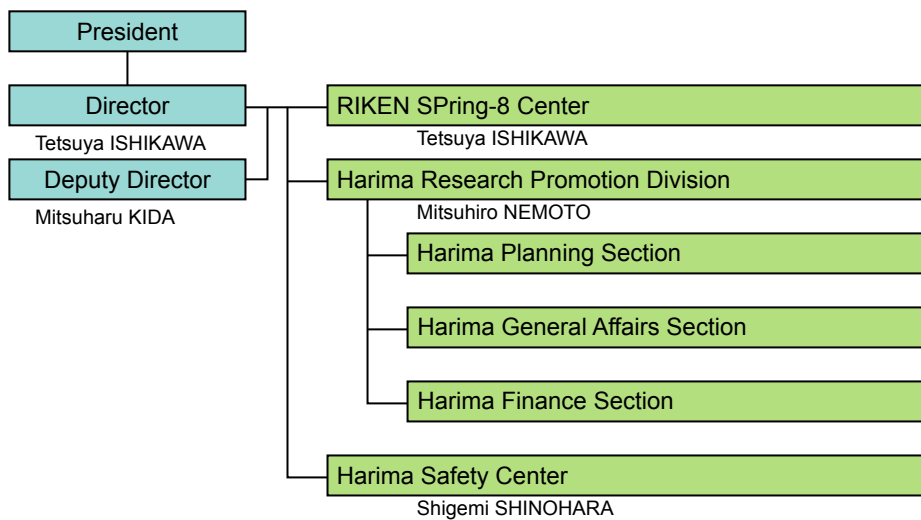 President
Director
Tetsuya ISHIKAWA
Deputy Director
Mitsuharu KIDA
RIKEN SPring-8 Center
Tetsuya ISHIKAWA
Harima Research Promotion Division
Mitsuhiro NEMOTO
Harima Planning Section
Harima General Affairs Section
Harima Finance Section
Harima Safety Center
Shigemi SHINOHARA